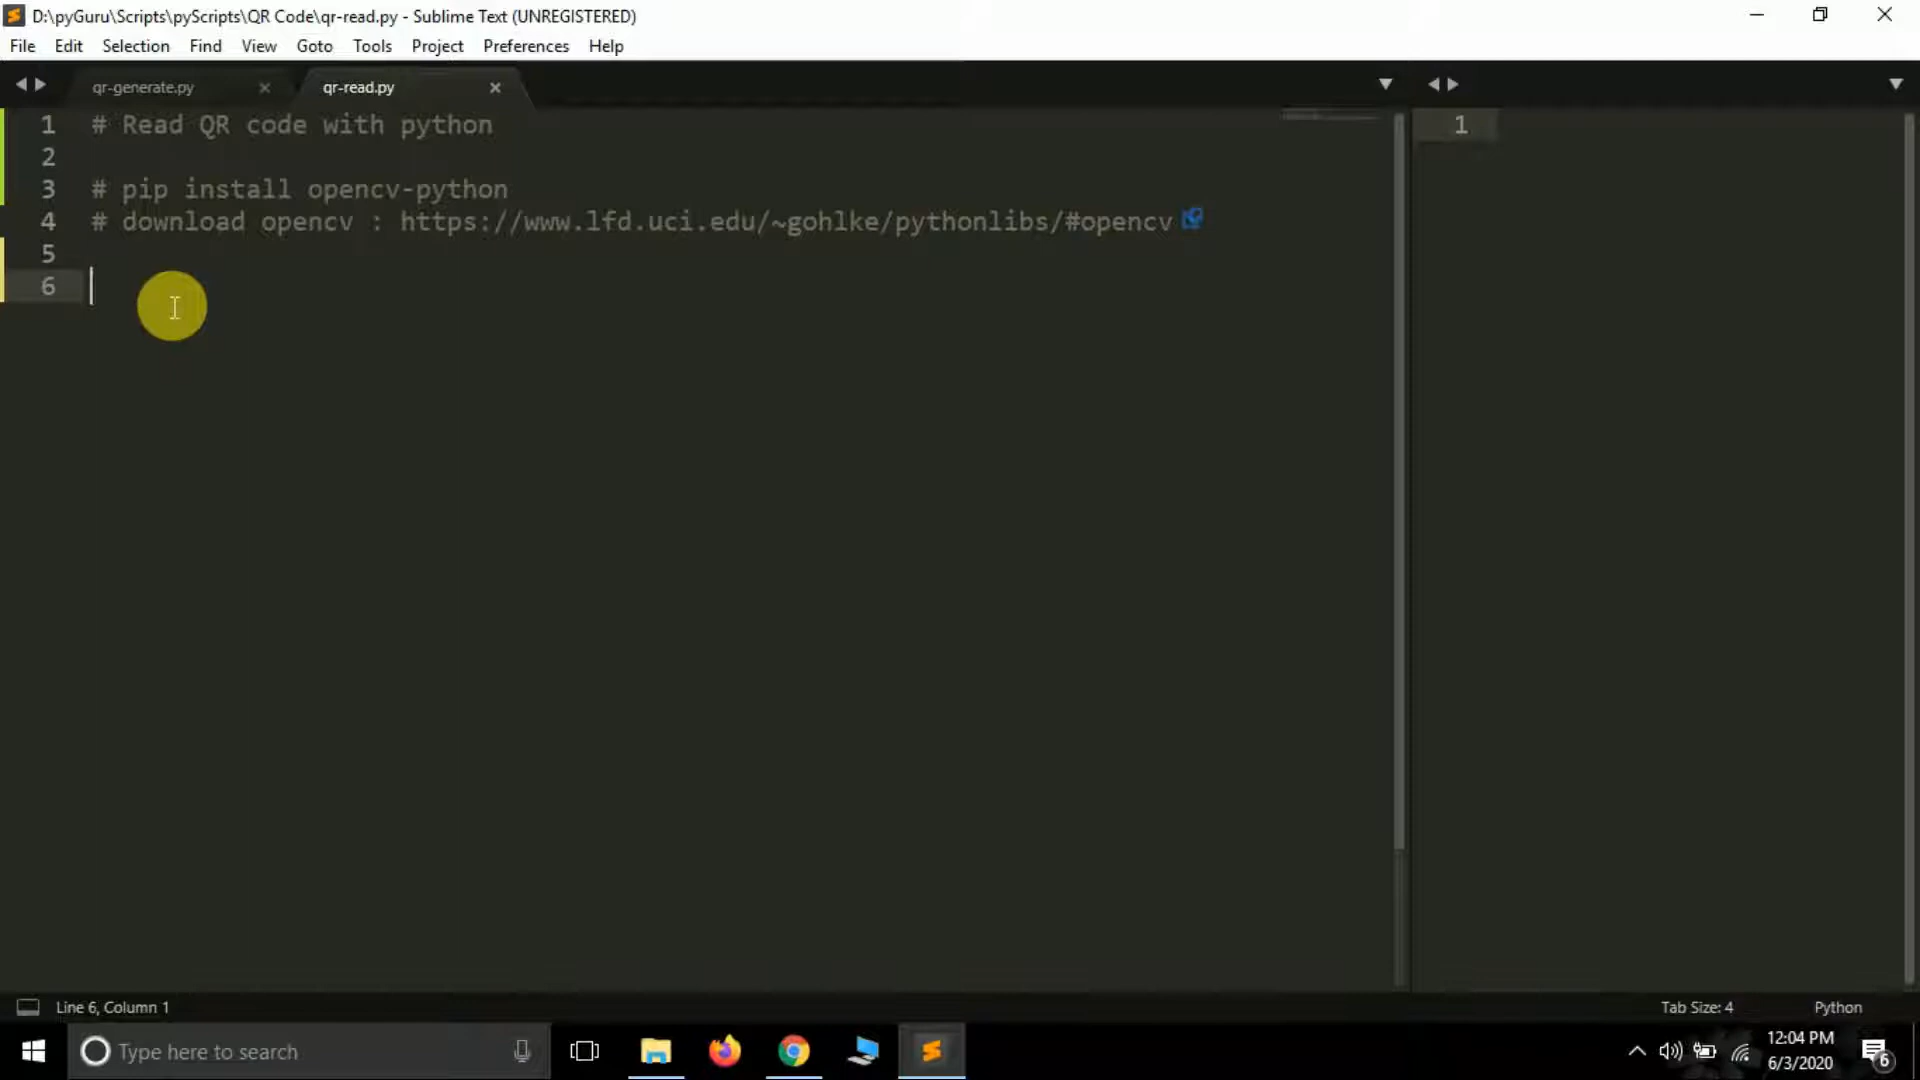 D:\pyGuru\Scripts\pyScripts\QR Code\qr-read.py - Sublime Text (UNREGISTERED)
File Edit Selection Find View Goto Tools Project Preferences Help
qr-generate.py qr-read.py
1 # Read QR code with python 1
2
3 # pip install opencv-python
4 # download opencv : https://www.lfd.uci.edu/~gohlke/pythonlibs/#opencv
5
6
Line 6, Column 1 Tab Size: 4 Python
Type here to search
12:04 PM
6/3/2020
6